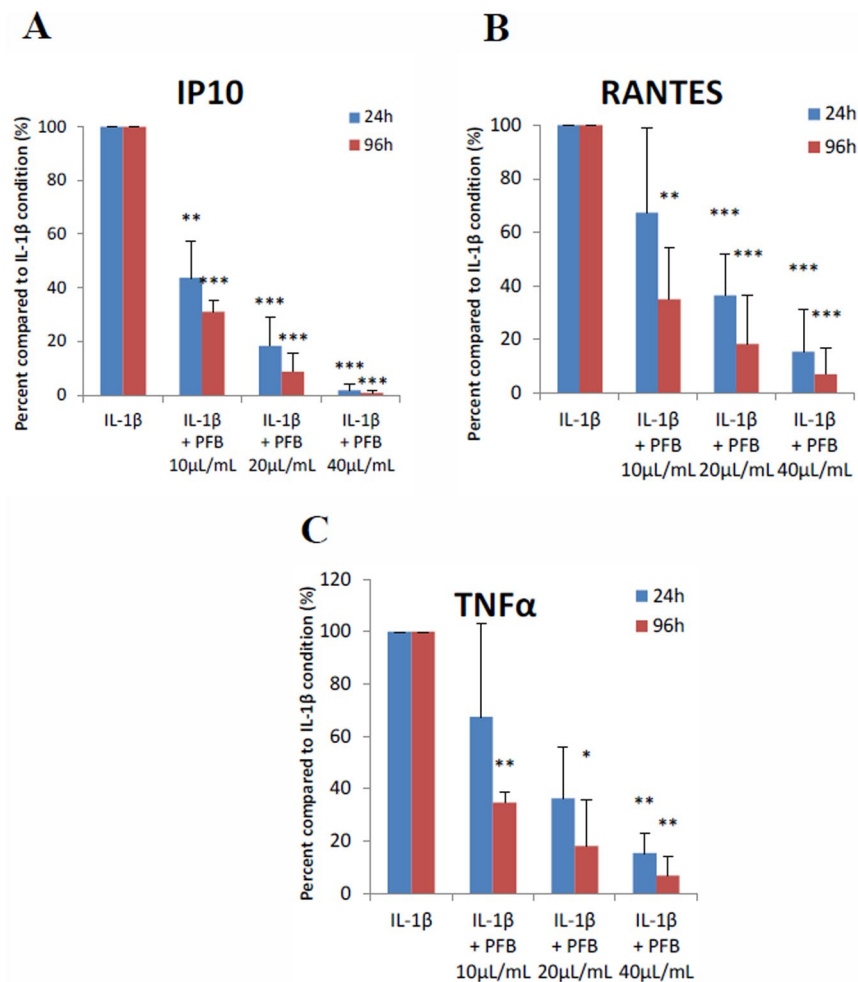 A
IP10
24h
96h
Percent compared to IL-1β condition (%)
100
80
60
40
20
0
**
***
***
***
***
***
IL-1β
IL-1β
+ PFB
10µL/mL
IL-1β
+ PFB
20µL/mL
IL-1β
+ PFB
40µL/mL
B
RANTES
24h
96h
Percent compared to IL-1β condition (%)
100
80
60
40
20
0
**
***
***
***
***
IL-1β
IL-1β
+ PFB
10µL/mL
IL-1β
+ PFB
20µL/mL
IL-1β
+ PFB
40µL/mL
C
TNFα
24h
96h
Percent compared to IL-1β condition (%)
120
100
80
60
40
20
0
**
*
**
**
IL-1β
IL-1β
+ PFB
10µL/mL
IL-1β
+ PFB
20µL/mL
IL-1β
+ PFB
40µL/mL